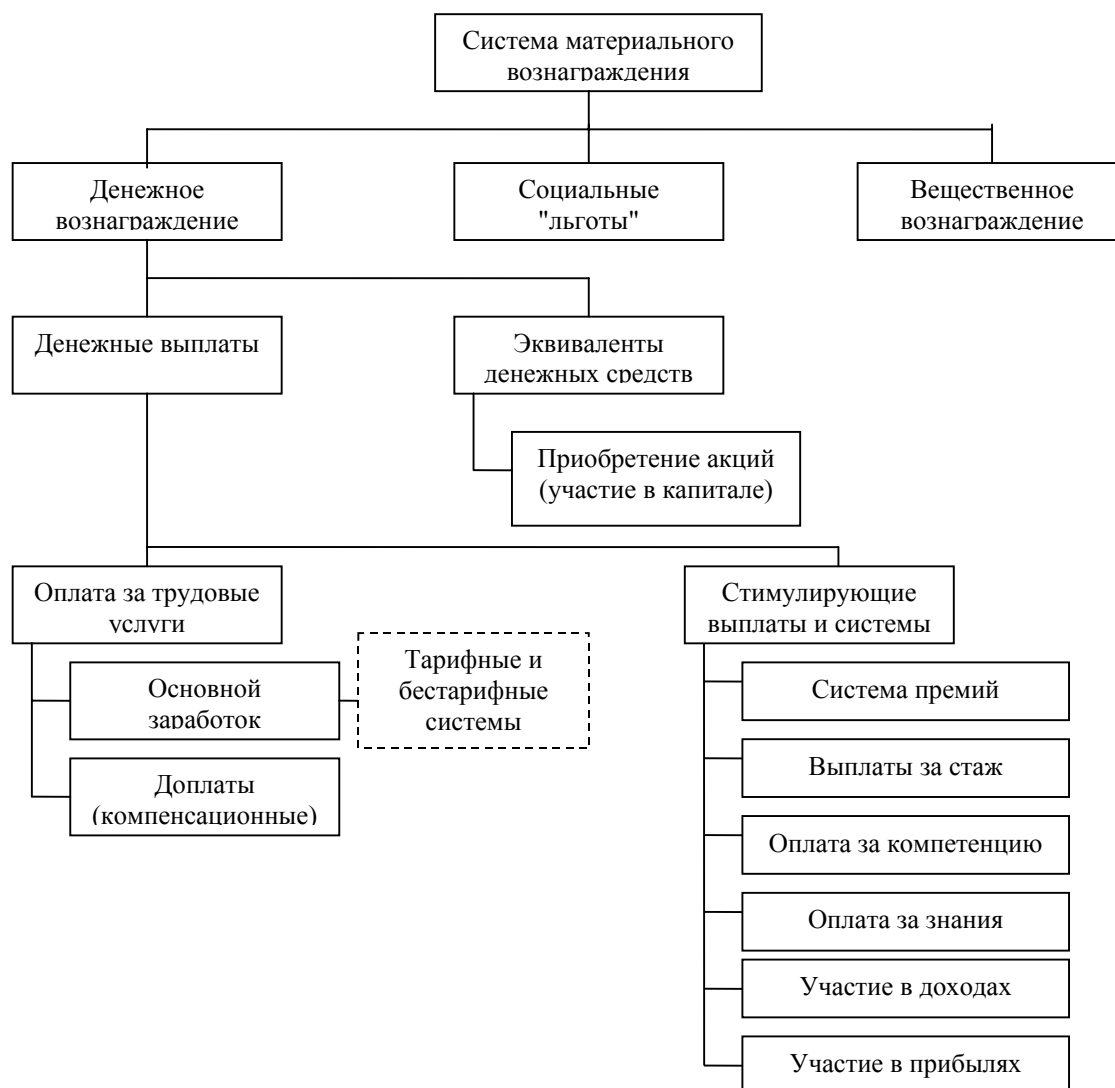 Система материального
вознаграждения
Денежное
вознаграждение
Социальные
"льготы"
Вещественное
вознаграждение
Денежные выплаты
Эквиваленты
денежных средств
Приобретение акций
(участие в капитале)
Оплата за трудовые
услуги
Стимулирующие
выплаты и системы
Основной
заработок
Тарифные и
бестарифные
системы
Доплаты
(компенсационные)
Система премий
Выплаты за стаж
Оплата за компетенцию
Оплата за знания
Участие в доходах
Участие в прибылях